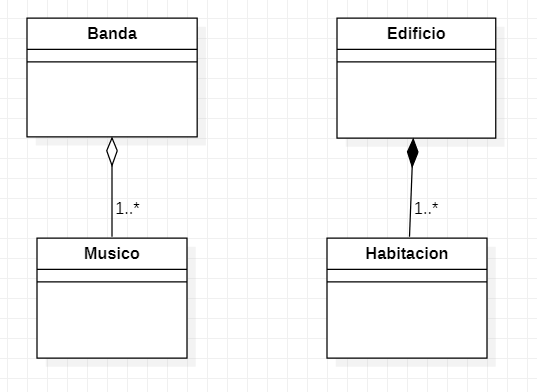 Banda
Edificio
1..*
1..*
Musico
Habitacion